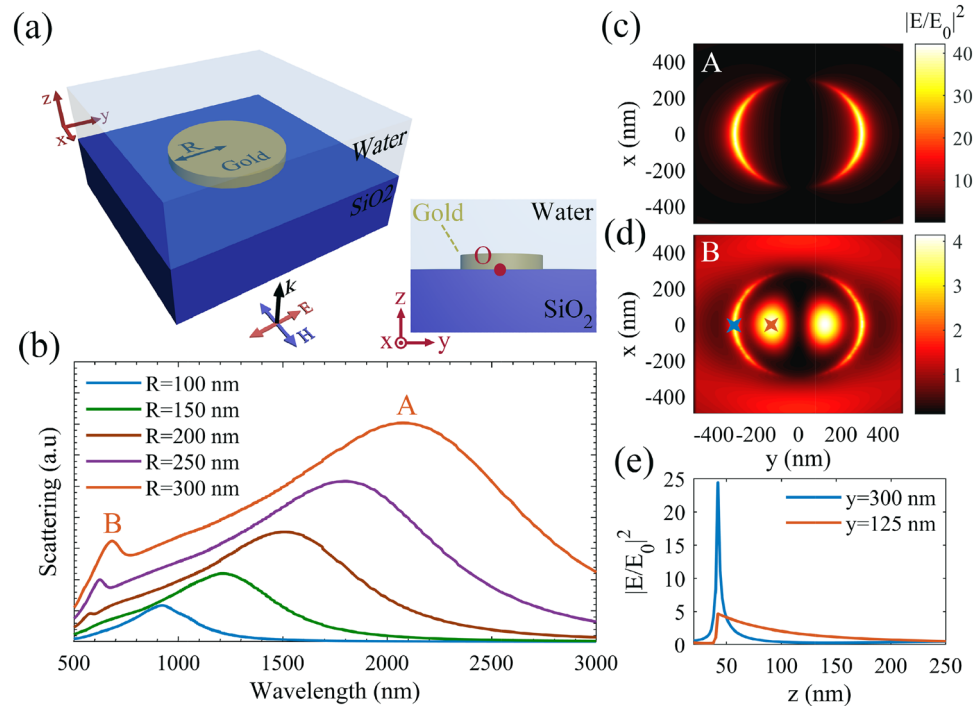 (a)
z
y
x
R
Gold
Water
SiO2
k
E
H
Gold
Water
O
SiO₂
z
x
y
(b)
R=100 nm
R=150 nm
R=200 nm
R=250 nm
R=300 nm
A
B
Scattering (a.u)
500
1000
1500
2000
2500
3000
Wavelength (nm)
(c)
|E/E₀|²
A
x (nm)
400
200
0
-200
-400
40
30
20
10
(d)
B
x (nm)
400
200
0
-200
-400
4
3
2
1
-400
-200
0
200
400
y (nm)
(e)
|E/E₀|²
25
20
15
10
5
0
y=300 nm
y=125 nm
50
100
150
200
250
z (nm)